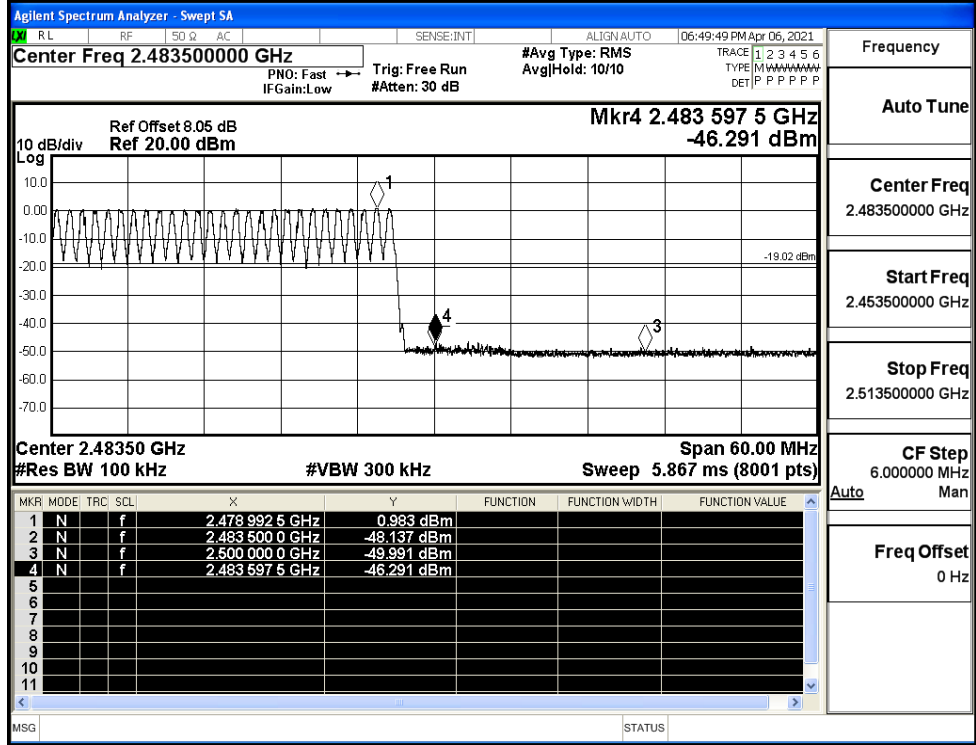 Agilent Spectrum Analyzer - Swept SA
LXI RL RF 50 Ω AC SENSE:INT ALIGN AUTO 06:49:49 PM Apr 06, 2021
Center Freq 2.483500000 GHz
PNO: Fast
IFGain:Low
Trig: Free Run
#Atten: 30 dB
#Avg Type: RMS
Avg|Hold: 10/10
TRACE 1 2 3 4 5 6
TYPE M WWWWW
DET P P P P P P
Mkr4 2.483 597 5 GHz
-46.291 dBm
Ref Offset 8.05 dB
10 dB/div Ref 20.00 dBm
Log
10.0
0.00
-10.0
-20.0
-30.0
-40.0
-50.0
-60.0
-70.0
1
-19.02 dBm
4
3
Center 2.48350 GHz Span 60.00 MHz
#Res BW 100 kHz #VBW 300 kHz Sweep 5.867 ms (8001 pts)
MKR MODE TRC SCL X Y FUNCTION FUNCTION WIDTH FUNCTION VALUE
1 N f 2.478 992 5 GHz 0.983 dBm
2 N f 2.483 500 0 GHz -48.137 dBm
3 N f 2.500 000 0 GHz -49.991 dBm
4 N f 2.483 597 5 GHz -46.291 dBm
5
6
7
8
9
10
11
MSG STATUS
Frequency
Auto Tune
Center Freq
2.483500000 GHz
Start Freq
2.453500000 GHz
Stop Freq
2.513500000 GHz
CF Step
6.000000 MHz
Auto Man
Freq Offset
0 Hz